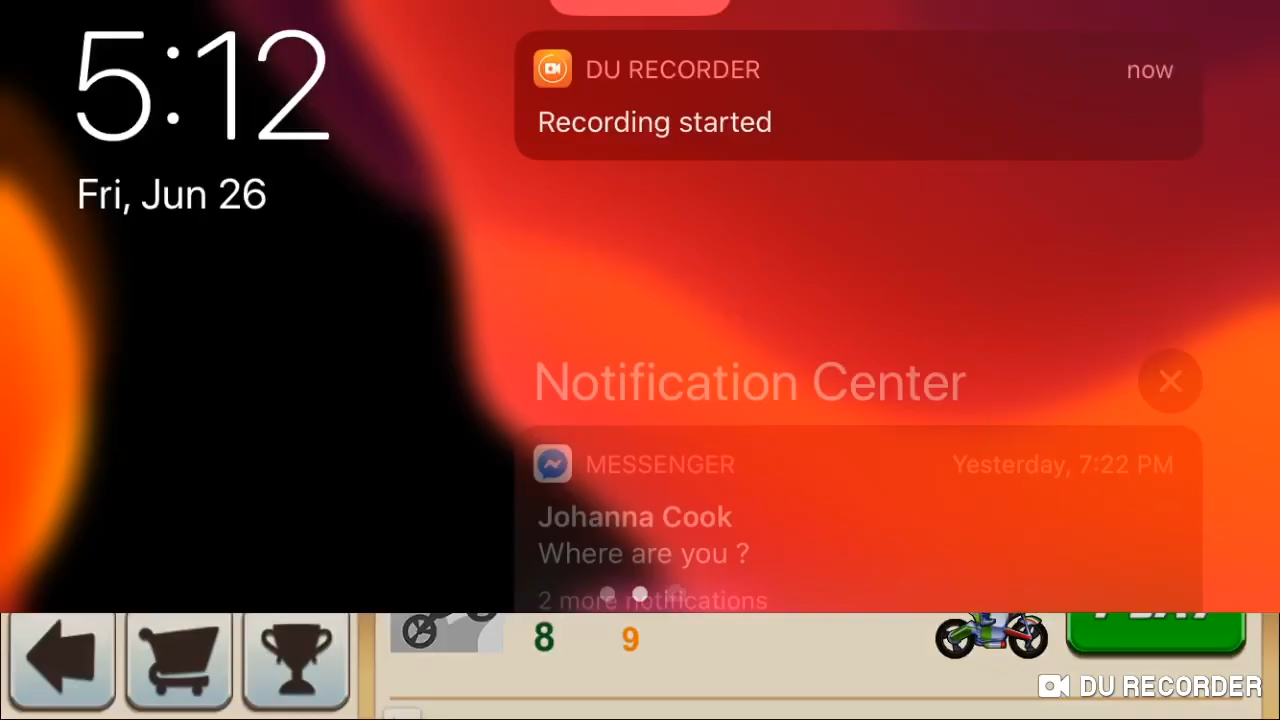 5:12
Fri, Jun 26
DU RECORDER
now
Recording started
Notification Center
MESSENGER
Yesterday, 7:22 PM
Johanna Cook
Where are you ?
2 more notifications
8
9
PLAY
DU RECORDER